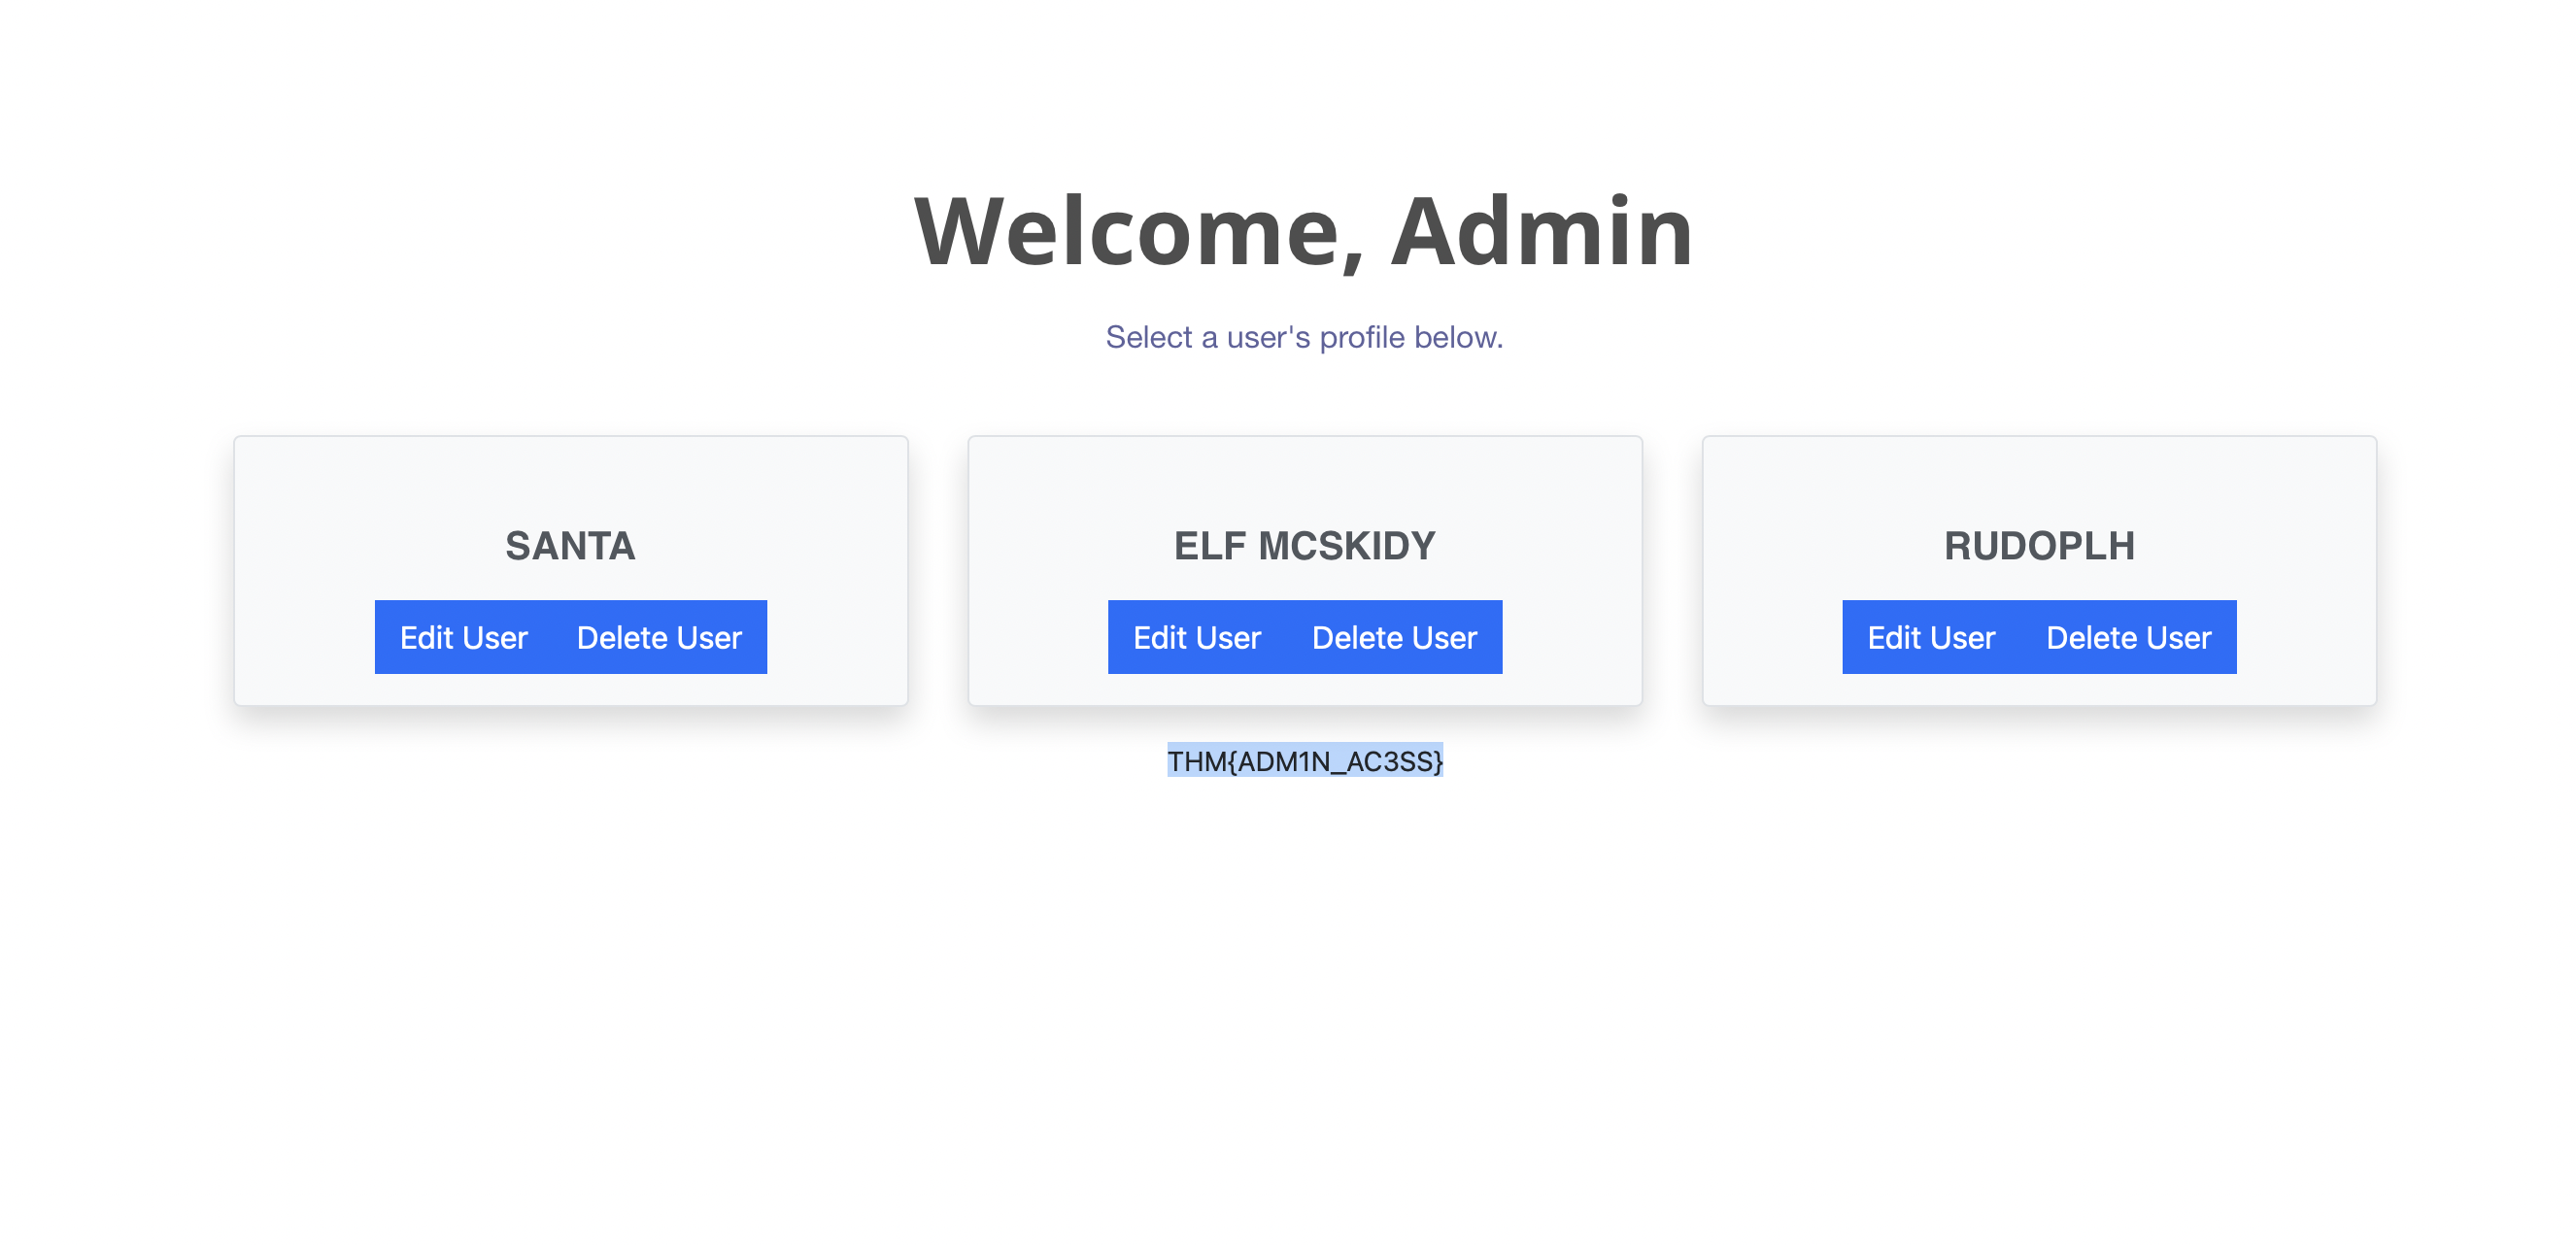 Welcome, Admin
Select a user's profile below.
SANTA
Edit User Delete User
ELF MCSKIDY
Edit User Delete User
RUDOPLH
Edit User Delete User
THM{ADM1N_AC3SS}